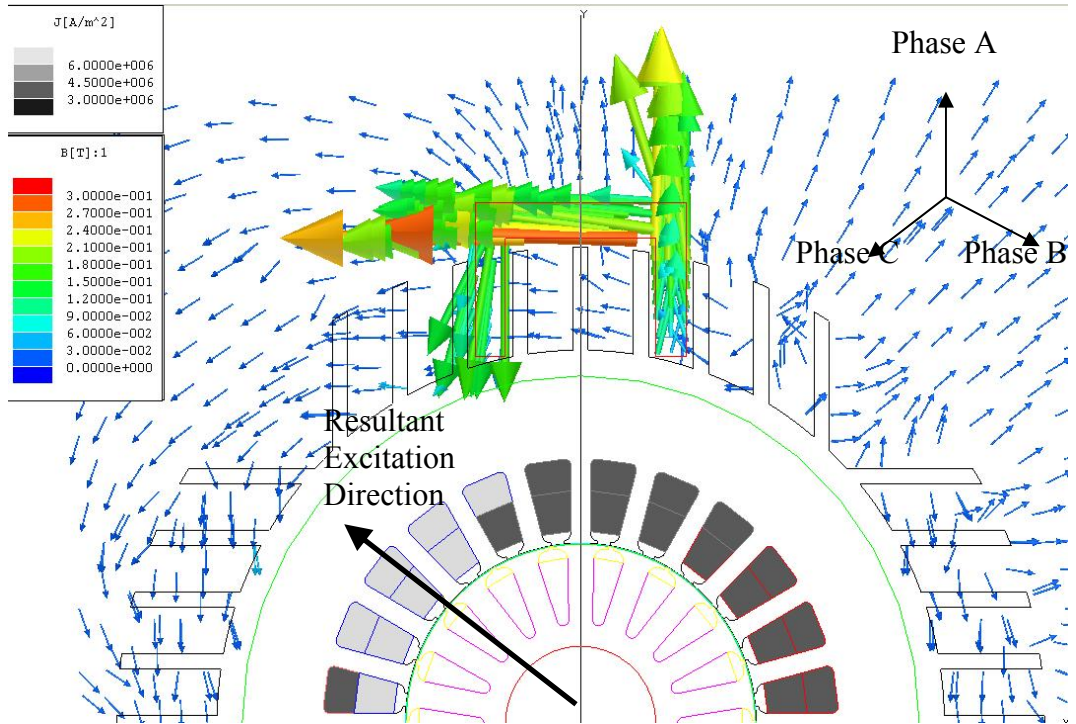 J[A/m^2]
6.0000e+006
4.5000e+006
3.0000e+006
B[T]:1
3.0000e-001
2.7000e-001
2.4000e-001
2.1000e-001
1.8000e-001
1.5000e-001
1.2000e-001
9.0000e-002
6.0000e-002
3.0000e-002
0.0000e+000
Y
Phase A
Phase C
Phase B
Resultant
Excitation
Direction
X